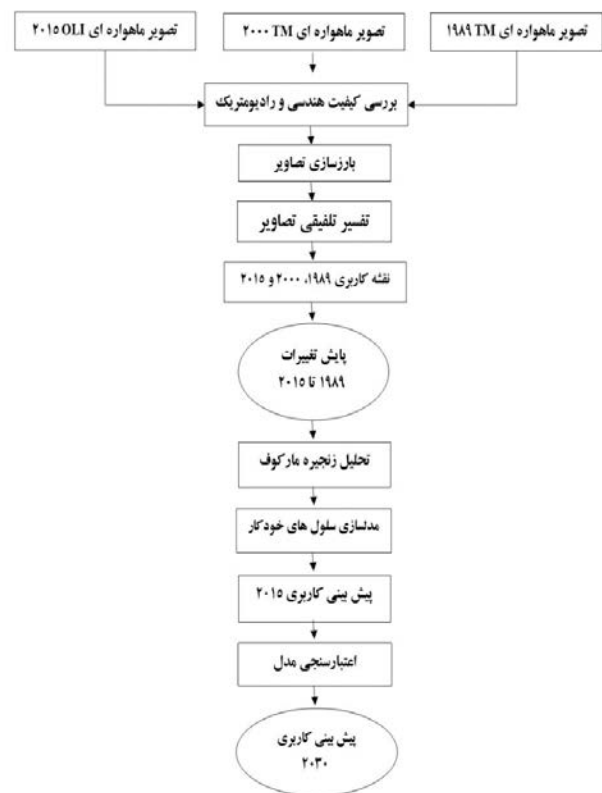 تصویر ماهواره ای TM ۱۹۸۹
تصویر ماهواره ای TM ۲۰۰۰
تصویر ماهواره ای OLI ۲۰۱۵
بررسی کیفیت هندسی و رادیومتریک
بارزسازی تصاویر
تفسیر تلفیقی تصاویر
نقشه کاربری ۱۹۸۹، ۲۰۰۰ و ۲۰۱۵
پایش تغییرات
۱۹۸۹ تا ۲۰۱۵
تحلیل زنجیره مارکوف
مدلسازی سلول های خودکار
پیش بینی کاربری ۲۰۱۵
اعتبارسنجی مدل
پیش بینی کاربری
۲۰۳۰